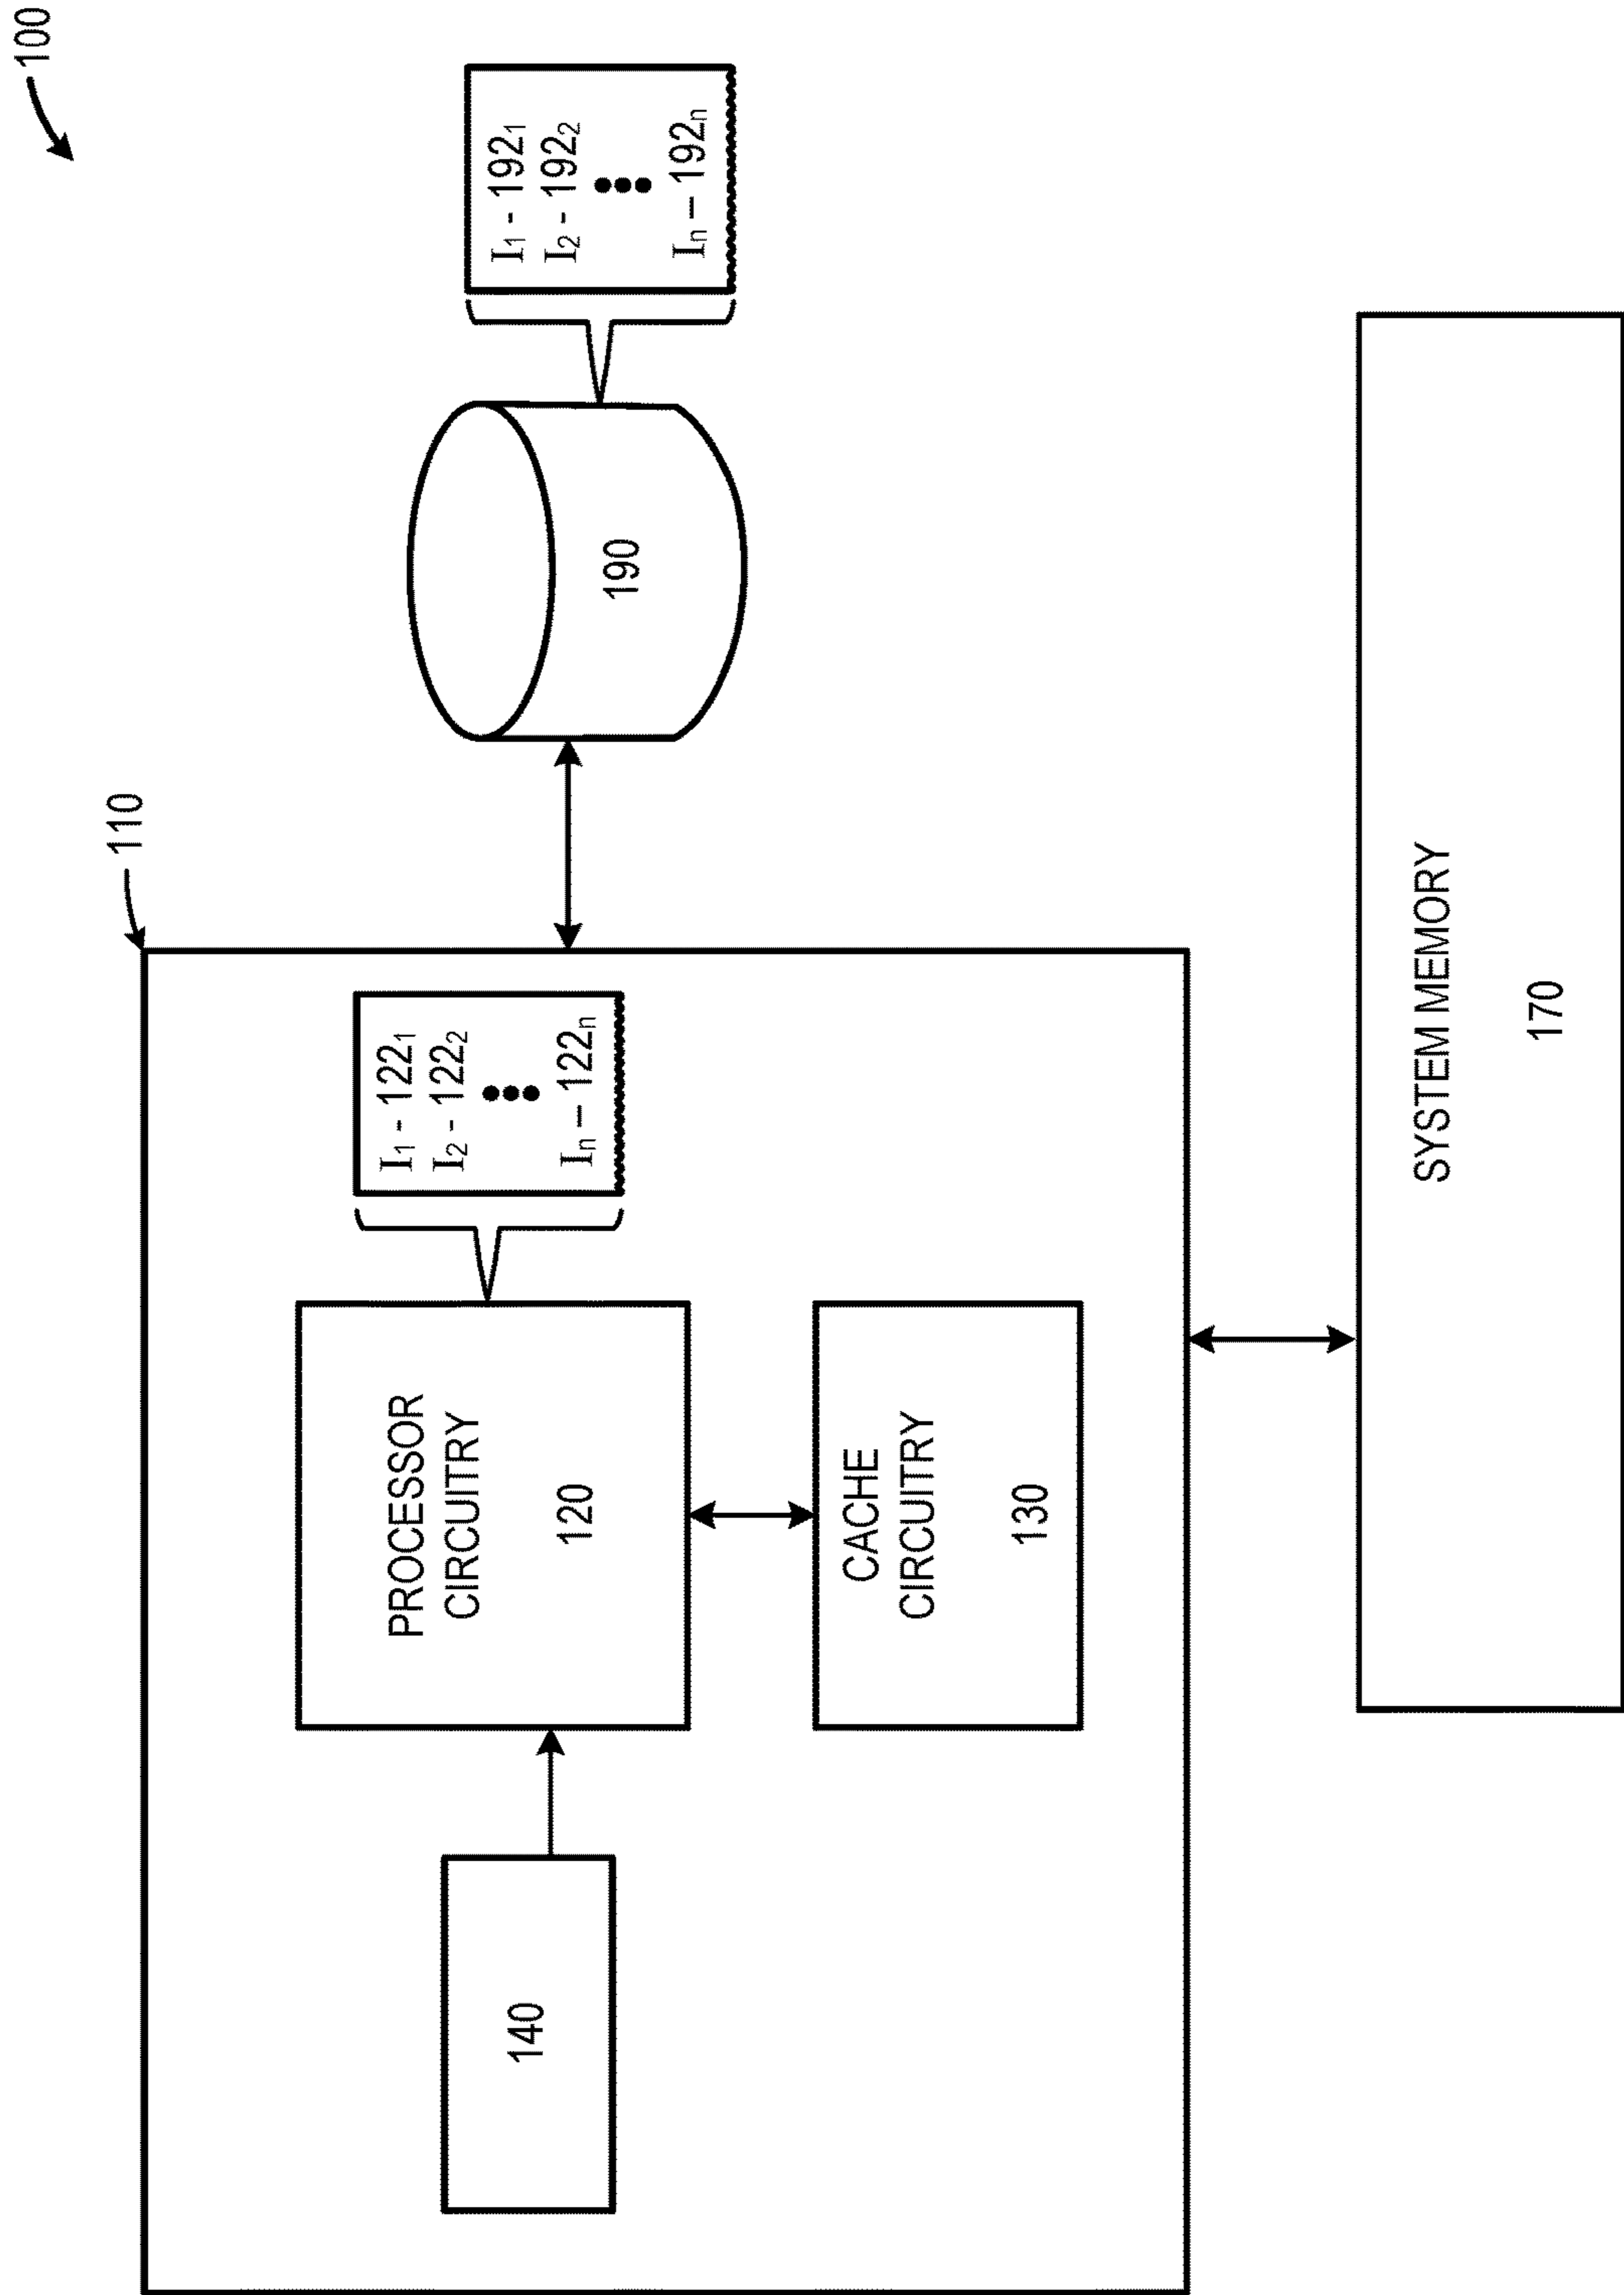 100
110
I₁ - 122₁
I₂ - 122₂
Iₙ – 122ₙ
I₁ - 192₁
I₂ - 192₂
Iₙ – 192ₙ
140
PROCESSOR
CIRCUITRY
120
190
CACHE
CIRCUITRY
130
SYSTEM MEMORY
170